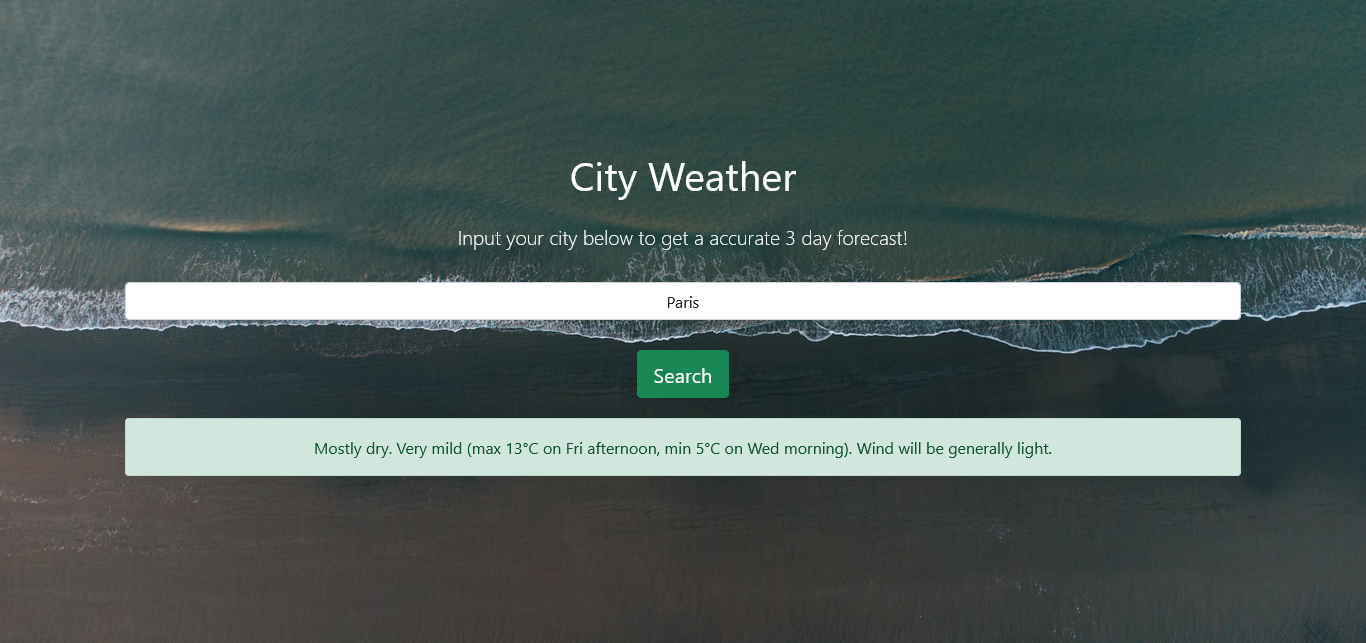 City Weather
Input your city below to get a accurate 3 day forecast!
Paris
Search
Mostly dry. Very mild (max 13°C on Fri afternoon, min 5°C on Wed morning). Wind will be generally light.